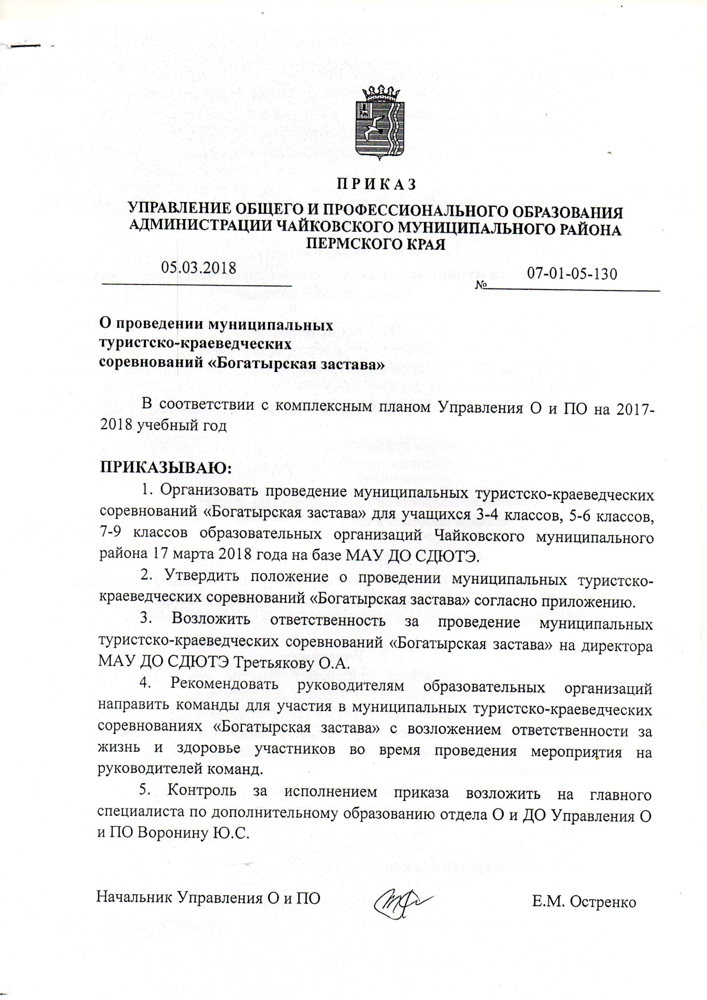 П Р И К А З
УПРАВЛЕНИЕ ОБЩЕГО И ПРОФЕССИОНАЛЬНОГО ОБРАЗОВАНИЯ
АДМИНИСТРАЦИИ ЧАЙКОВСКОГО МУНИЦИПАЛЬНОГО РАЙОНА
ПЕРМСКОГО КРАЯ
05.03.2018
№ 07-01-05-130
О проведении муниципальных
туристско-краеведческих
соревнований «Богатырская застава»
В соответствии с комплексным планом Управления О и ПО на 2017-
2018 учебный год
ПРИКАЗЫВАЮ:
1. Организовать проведение муниципальных туристско-краеведческих
соревнований «Богатырская застава» для учащихся 3-4 классов, 5-6 классов,
7-9 классов образовательных организаций Чайковского муниципального
района 17 марта 2018 года на базе МАУ ДО СДЮТЭ.
2. Утвердить положение о проведении муниципальных туристско-
краеведческих соревнований «Богатырская застава» согласно приложению.
3. Возложить ответственность за проведение муниципальных
туристско-краеведческих соревнований «Богатырская застава» на директора
МАУ ДО СДЮТЭ Третьякову О.А.
4. Рекомендовать руководителям образовательных организаций
направить команды для участия в муниципальных туристско-краеведческих
соревнованиях «Богатырская застава» с возложением ответственности за
жизнь и здоровье участников во время проведения мероприятия на
руководителей команд.
5. Контроль за исполнением приказа возложить на главного
специалиста по дополнительному образованию отдела О и ДО Управления О
и ПО Воронину Ю.С.
Начальник Управления О и ПО
Е.М. Остренко